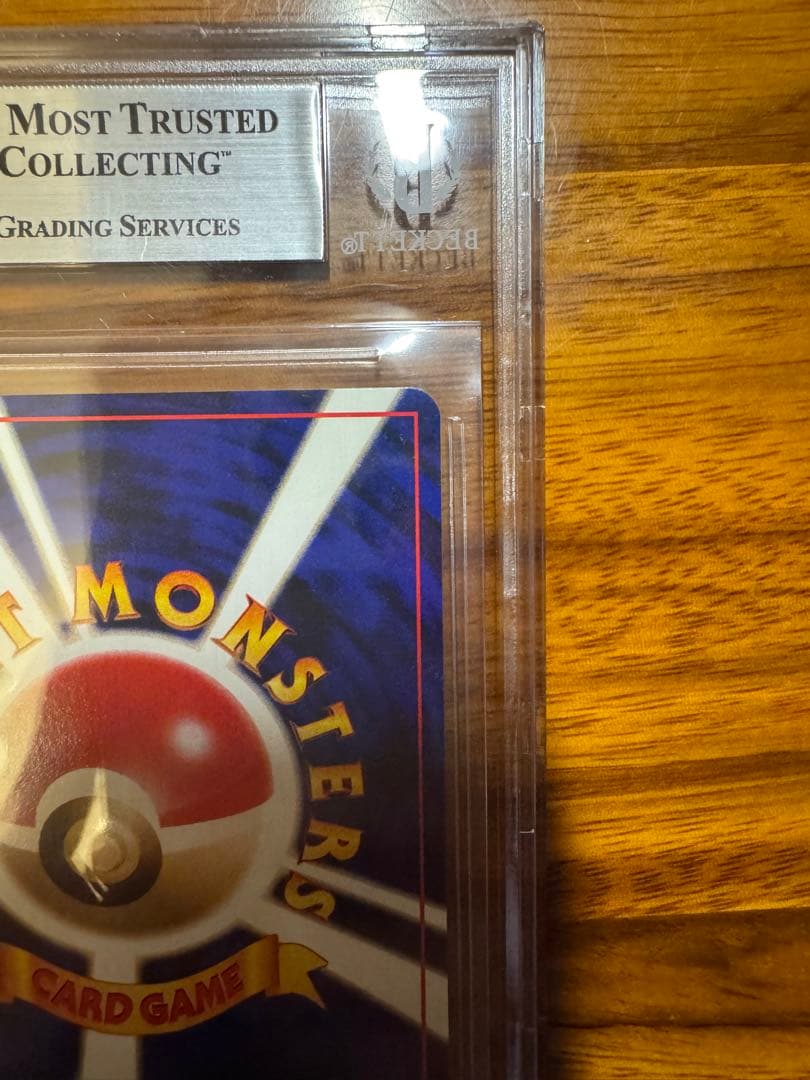 MOST TRUSTED
COLLECTING™
GRADING SERVICES
BECKETT®
T MONSTERS
CARD GAME